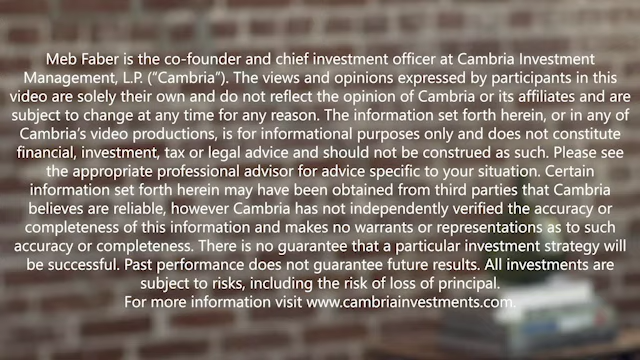 Meb Faber is the co-founder and chief investment officer at Cambria Investment
Management, L.P. (“Cambria”). The views and opinions expressed by participants in this
video are solely their own and do not reflect the opinion of Cambria or its affiliates and are
subject to change at any time for any reason. The information set forth herein, or in any of
Cambria’s video productions, is for informational purposes only and does not constitute
financial, investment, tax or legal advice and should not be construed as such. Please see
the appropriate professional advisor for advice specific to your situation. Certain
information set forth herein may have been obtained from third parties that Cambria
believes are reliable, however Cambria has not independently verified the accuracy or
completeness of this information and makes no warrants or representations as to such
accuracy or completeness. There is no guarantee that a particular investment strategy will
be successful. Past performance does not guarantee future results. All investments are
subject to risks, including the risk of loss of principal.
For more information visit www.cambriainvestments.com.